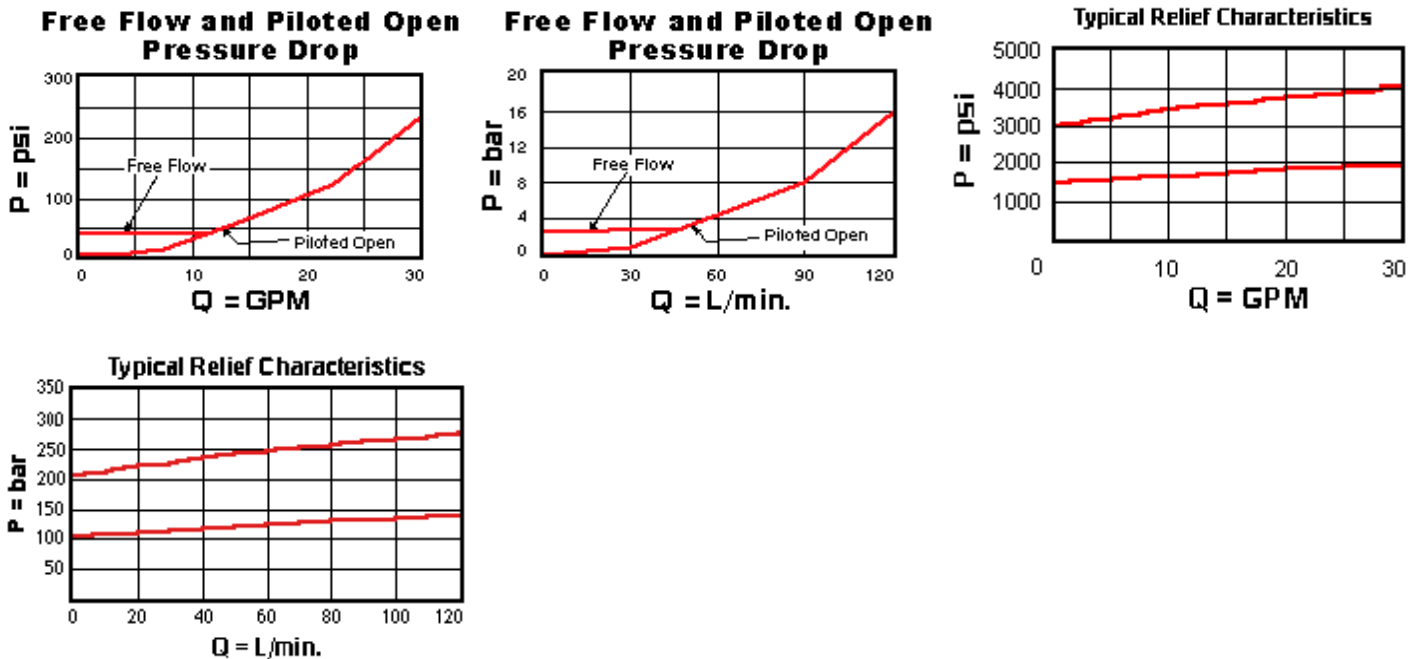 Free Flow and Piloted Open
Pressure Drop
P = psi
300
200
100
0
Free Flow
Piloted Open
0 10 20 30
Q = GPM
Free Flow and Piloted Open
Pressure Drop
P = bar
20
16
12
8
4
0
Free Flow
Piloted Open
0 30 60 90 120
Q = L/min.
Typical Relief Characteristics
P = psi
5000
4000
3000
2000
1000
0 10 20 30
Q = GPM
Typical Relief Characteristics
P = bar
350
300
250
200
150
100
50
0 20 40 60 80 100 120
Q = L/min.